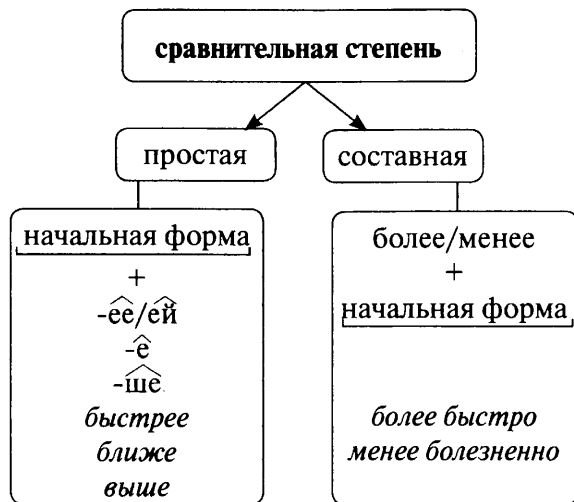 сравнительная степень
простая
составная
начальная форма
+
-ее/ей
-е
-ше
быстрее
ближе
выше
более/менее
+
начальная форма
более быстро
менее болезненно